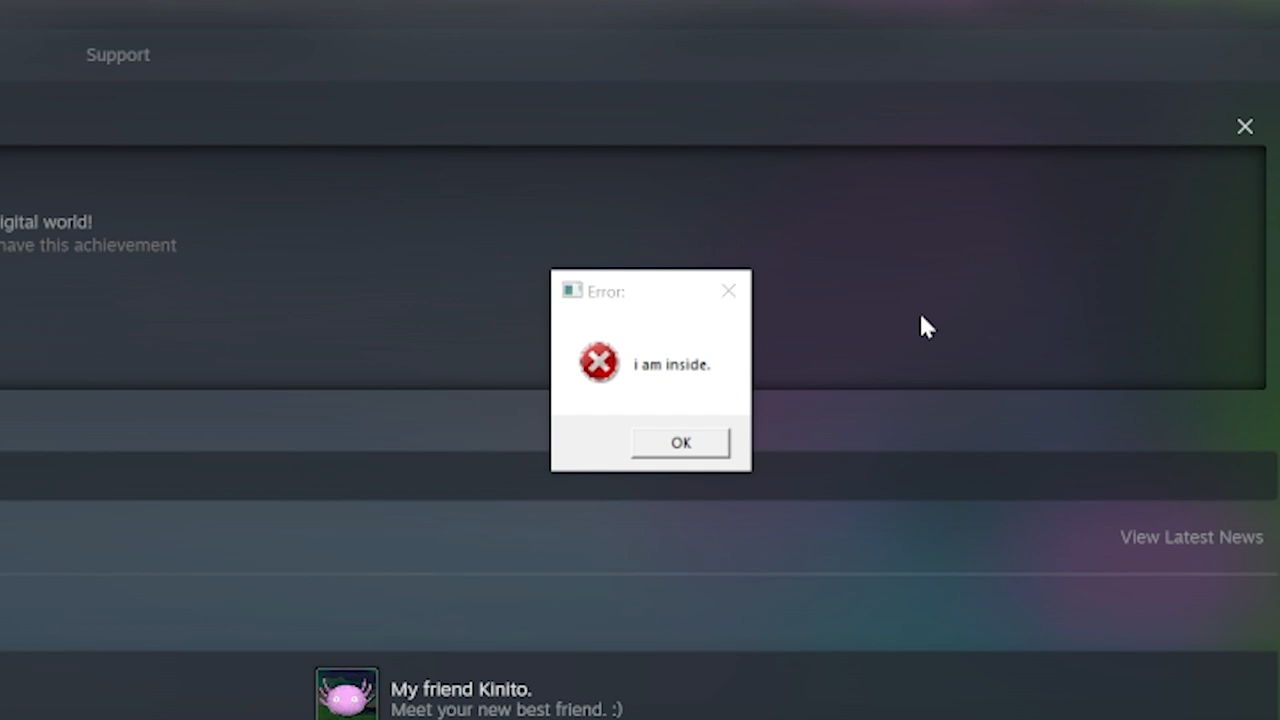 Support
igital world!
have this achievement
Error:
i am inside.
OK
View Latest News
My friend Kinito.
Meet your new best friend. :)